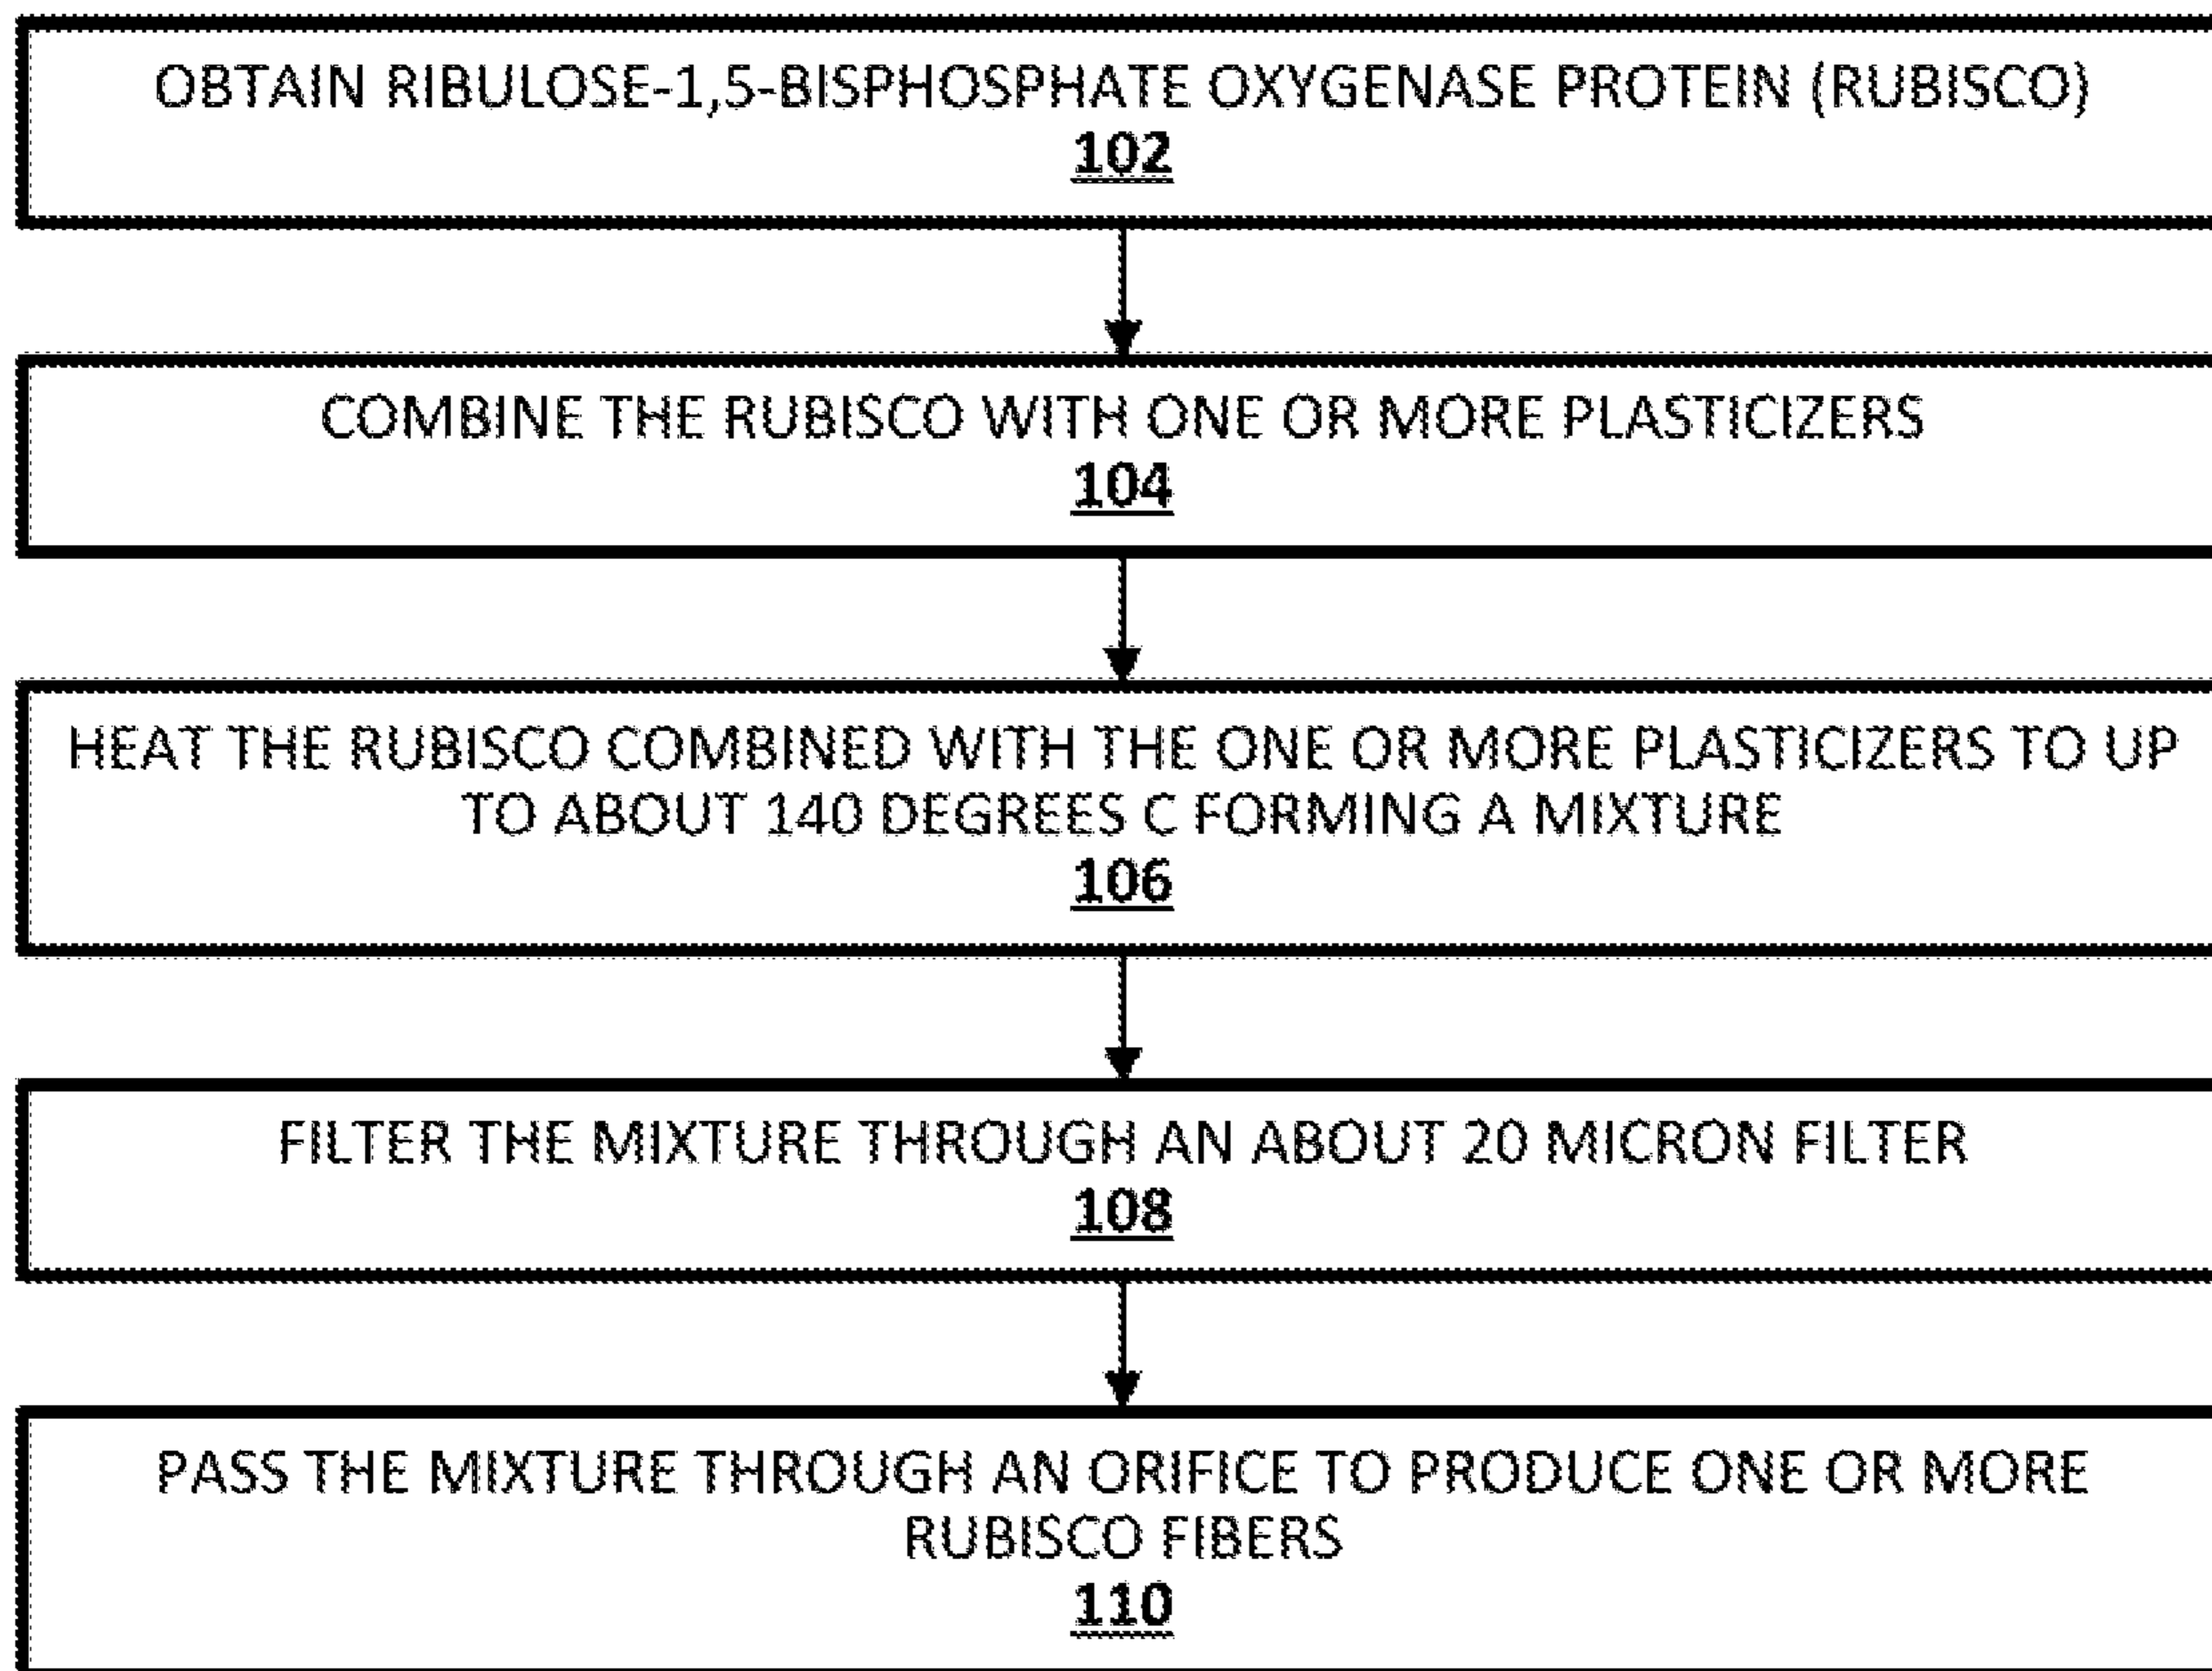 OBTAIN RIBULOSE-1,5-BISPHOSPHATE OXYGENASE PROTEIN (RUBISCO)
102
COMBINE THE RUBISCO WITH ONE OR MORE PLASTICIZERS
104
HEAT THE RUBISCO COMBINED WITH THE ONE OR MORE PLASTICIZERS TO UP
TO ABOUT 140 DEGREES C FORMING A MIXTURE
106
FILTER THE MIXTURE THROUGH AN ABOUT 20 MICRON FILTER
108
PASS THE MIXTURE THROUGH AN ORIFICE TO PRODUCE ONE OR MORE
RUBISCO FIBERS
110